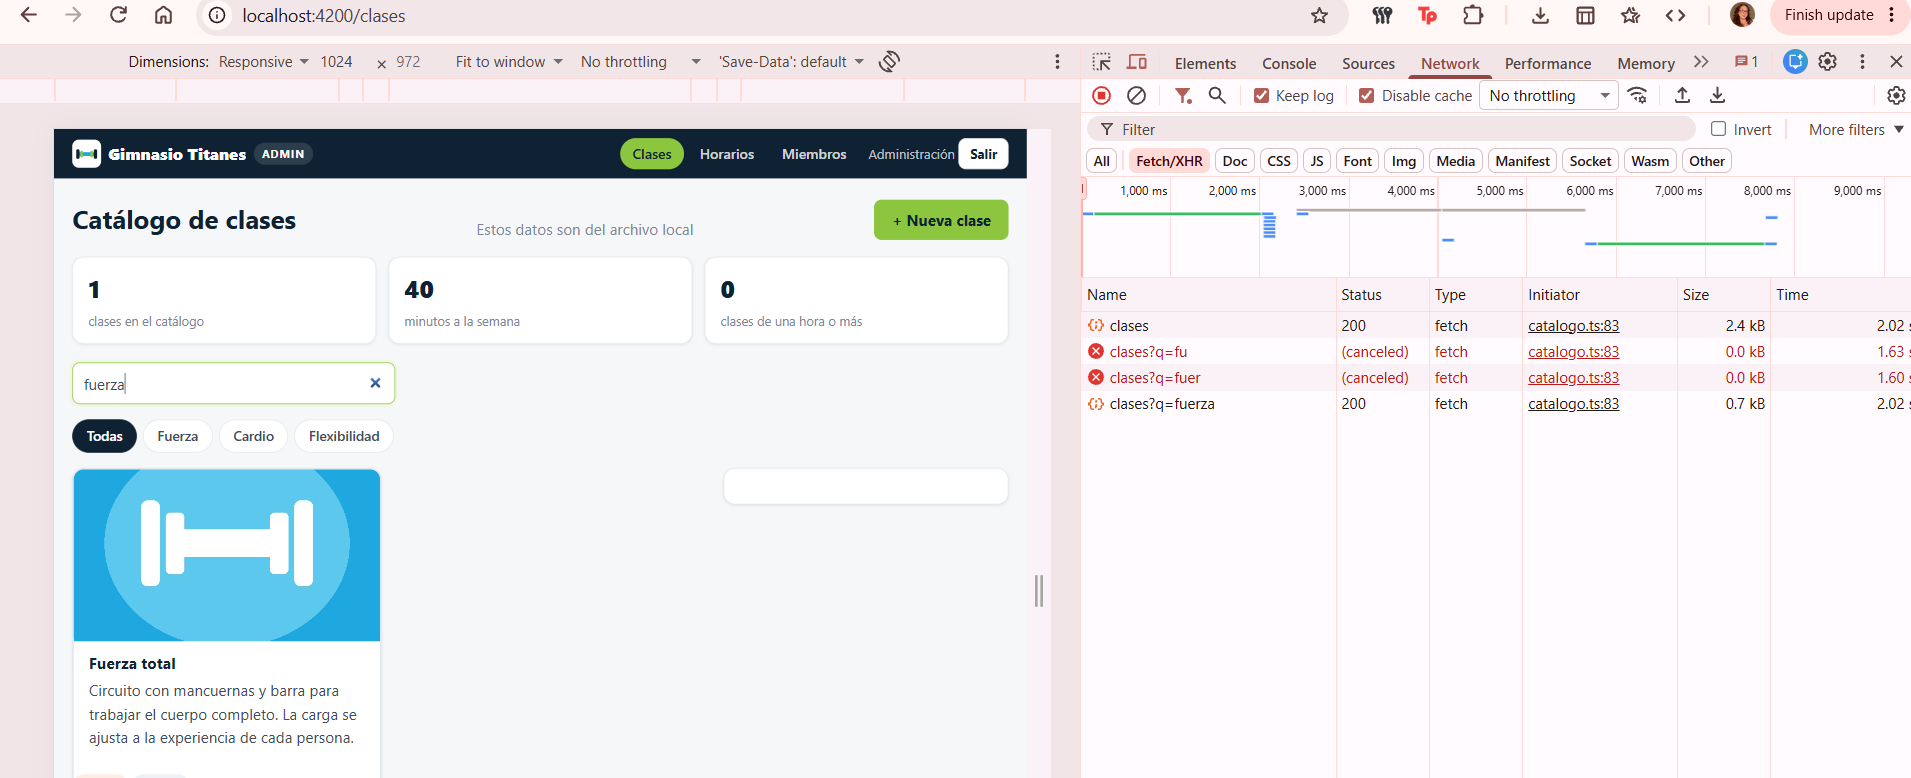 localhost:4200/clases
Finish update
Dimensions: Responsive 1024 × 972 Fit to window No throttling 'Save-Data': default
Elements Console Sources Network Performance Memory 1
Keep log Disable cache No throttling
Filter Invert More filters
All Fetch/XHR Doc CSS JS Font Img Media Manifest Socket Wasm Other
1,000 ms 2,000 ms 3,000 ms 4,000 ms 5,000 ms 6,000 ms 7,000 ms 8,000 ms 9,000 ms
Name Status Type Initiator Size Time
clases 200 fetch catalogo.ts:83 2.4 kB 2.02 s
clases?q=fu (canceled) fetch catalogo.ts:83 0.0 kB 1.63 s
clases?q=fuer (canceled) fetch catalogo.ts:83 0.0 kB 1.60 s
clases?q=fuerza 200 fetch catalogo.ts:83 0.7 kB 2.02 s
Gimnasio Titanes ADMIN Clases Horarios Miembros Administración Salir
Catálogo de clases Estos datos son del archivo local + Nueva clase
1 40 0
clases en el catálogo minutos a la semana clases de una hora o más
fuerza
Todas Fuerza Cardio Flexibilidad
Fuerza total
Circuito con mancuernas y barra para
trabajar el cuerpo completo. La carga se
ajusta a la experiencia de cada persona.